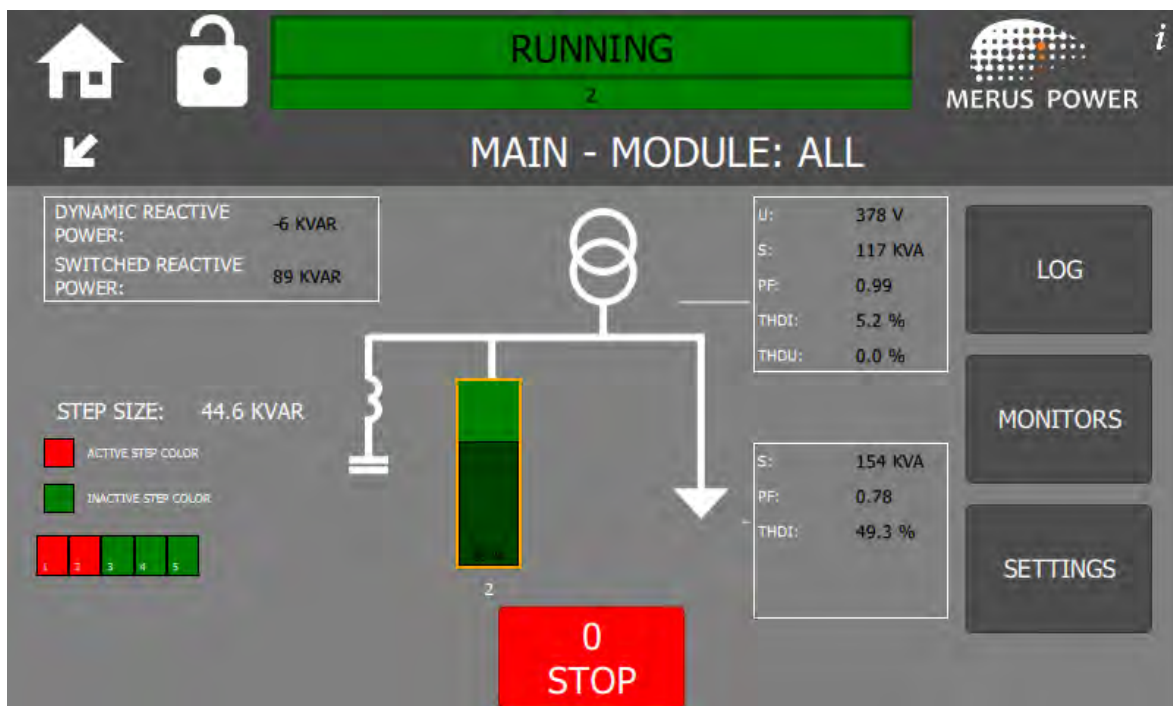 RUNNING
2
i
MERUS POWER
MAIN - MODULE: ALL
DYNAMIC REACTIVE
POWER:
-6 KVAR
SWITCHED REACTIVE
POWER:
89 KVAR
U: 378 V
S: 117 KVA
PF: 0.99
THDI: 5.2 %
THDU: 0.0 %
LOG
STEP SIZE: 44.6 KVAR
ACTIVE STEP COLOR
INACTIVE STEP COLOR
1 2 3 4 5
2
S: 154 KVA
PF: 0.78
THDI: 49.3 %
MONITORS
SETTINGS
0
STOP